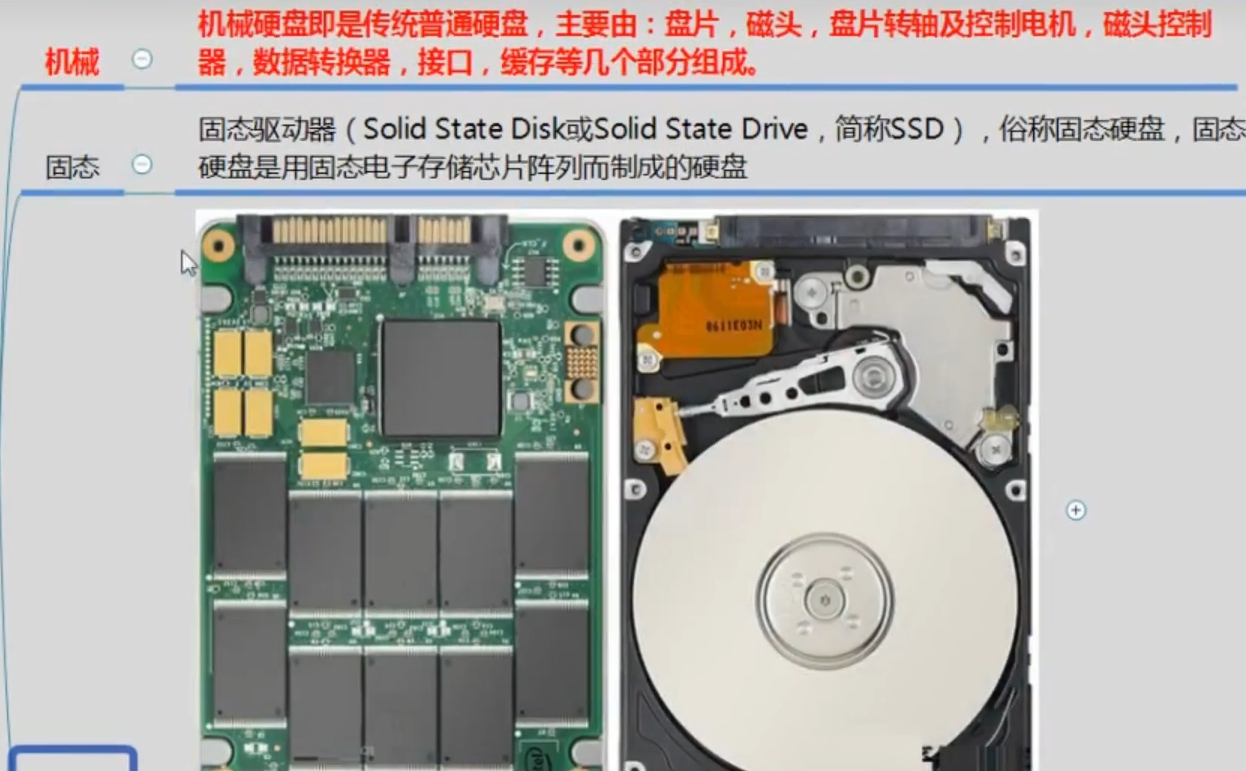 机械硬盘即是传统普通硬盘，主要由：盘片，磁头，盘片转轴及控制电机，磁头控制
机械
器，数据转换器，接口，缓存等几个部分组成。
固态驱动器（Solid State Disk或Solid State Drive，简称SSD），俗称固态硬盘，固态
固态
硬盘是用固态电子存储芯片阵列而制成的硬盘